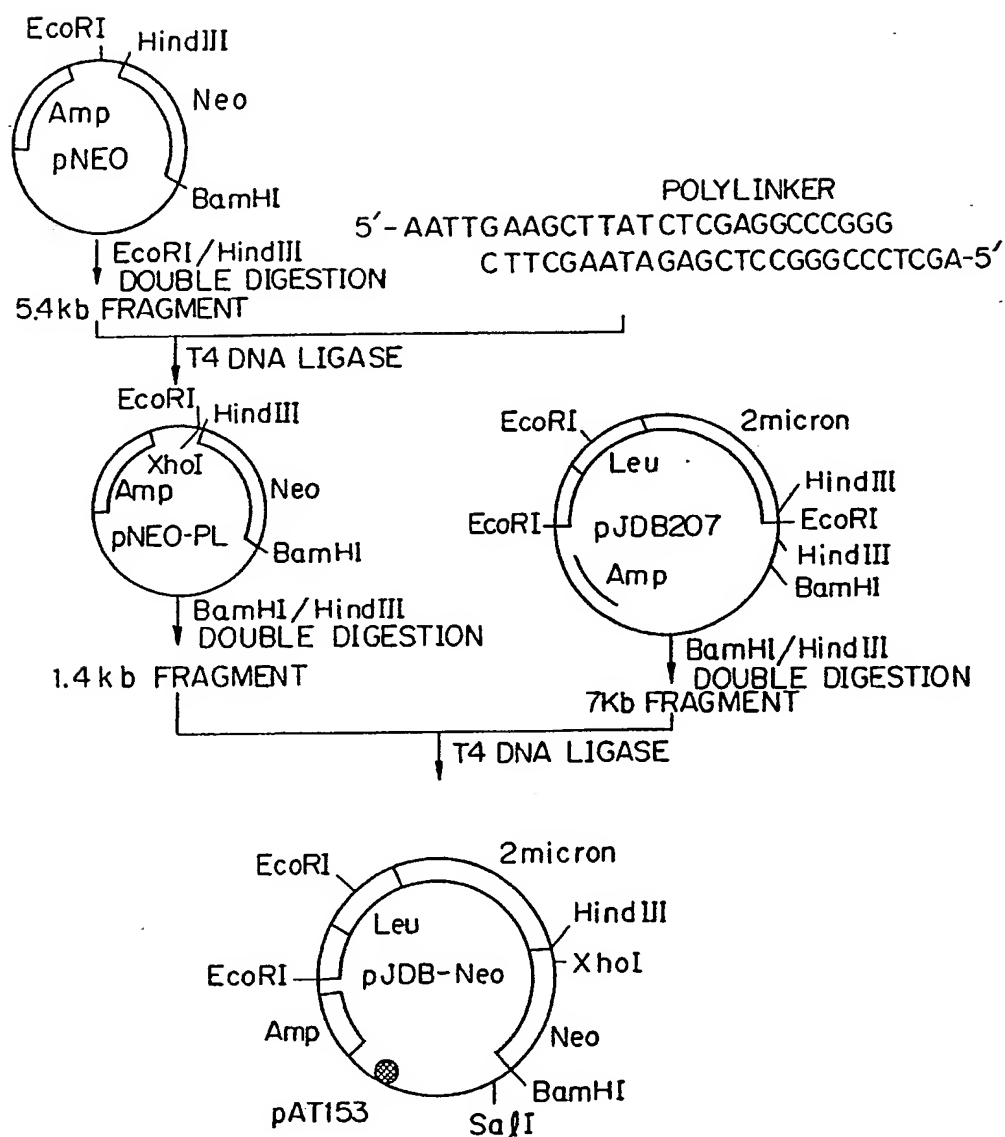 EcoRI
HindIII
Amp
Neo
pNEO
BamHI
EcoRI/HindIII
DOUBLE DIGESTION
5.4kb FRAGMENT
POLYLINKER
5′-AATTGAAGCTTATCTCGAGGCCCGGG
CTTCGAATAGAGCTCCGGGCCCTCGA-5′
T4 DNA LIGASE
EcoRI
HindIII
XhoI
Amp
Neo
pNEO-PL
BamHI
BamHI/HindIII
DOUBLE DIGESTION
1.4kb FRAGMENT
EcoRI
2micron
Leu
HindIII
EcoRI
pJDB207
EcoRI
HindIII
Amp
BamHI
BamHI/HindIII
DOUBLE DIGESTION
7Kb FRAGMENT
T4 DNA LIGASE
EcoRI
2micron
Leu
HindIII
XhoI
EcoRI
pJDB-Neo
Amp
Neo
BamHI
pAT153
SalI